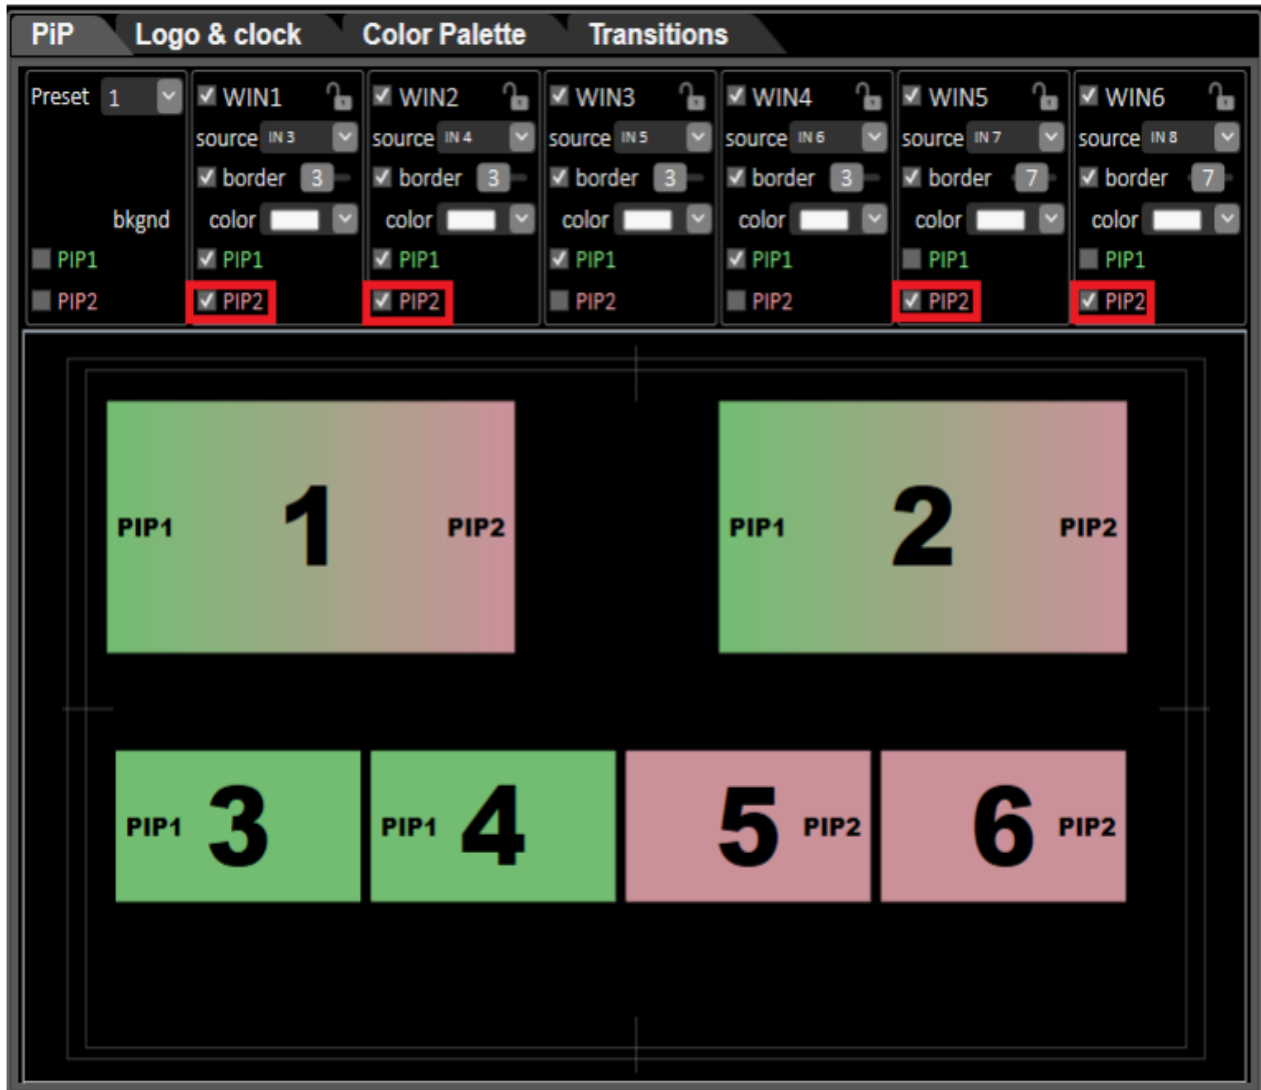 PiP Logo & clock Color Palette Transitions
Preset 1 WIN1 WIN2 WIN3 WIN4 WIN5 WIN6
source IN 3 source IN 4 source IN 5 source IN 6 source IN 7 source IN 8
border 3 border 3 border 3 border 3 border 7 border 7
bkgnd color color color color color color
PIP1 PIP1 PIP1 PIP1 PIP1 PIP1 PIP1
PIP2 PIP2 PIP2 PIP2 PIP2 PIP2 PIP2
PIP1 1 PIP2 PIP1 2 PIP2
PIP1 3 PIP1 4 5 PIP2 6 PIP2